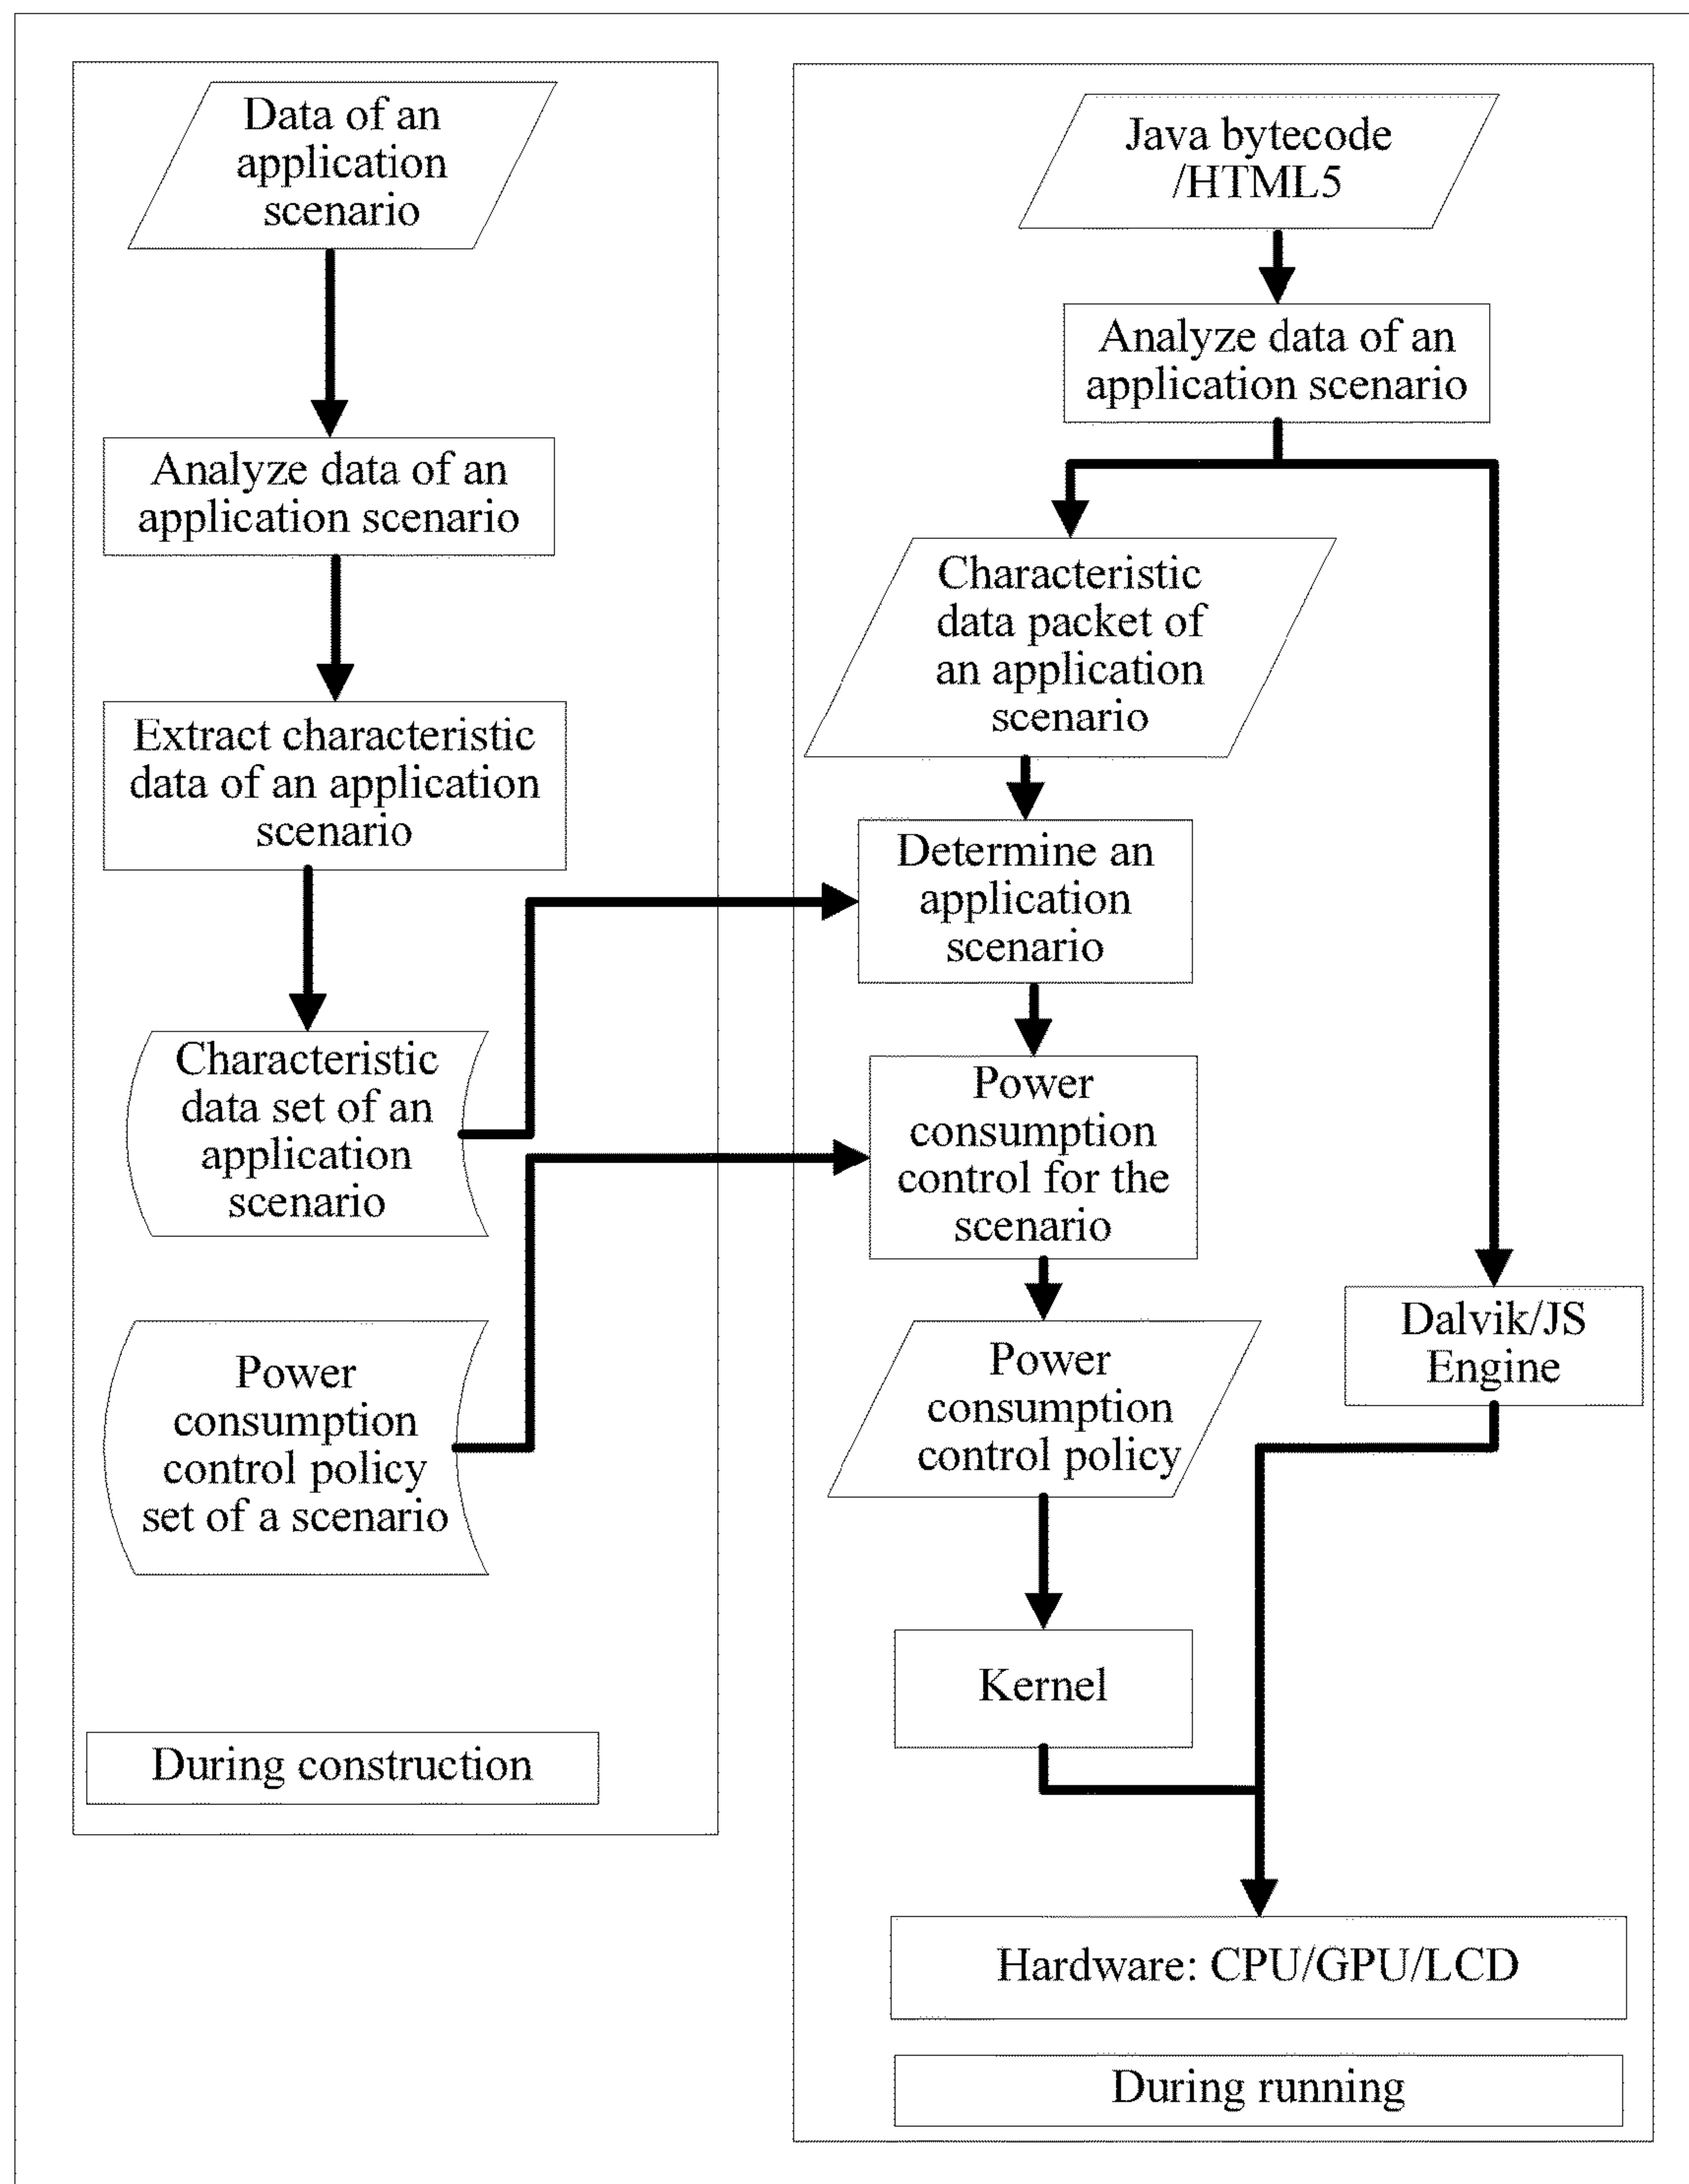 Data of an
application
scenario
Analyze data of an
application scenario
Extract characteristic
data of an application
scenario
Characteristic
data set of an
application
scenario
Power
consumption
control policy
set of a scenario
During construction
Java bytecode
/HTML5
Analyze data of an
application scenario
Characteristic
data packet of
an application
scenario
Determine an
application
scenario
Power
consumption
control for the
scenario
Power
consumption
control policy
Dalvik/JS
Engine
Kernel
Hardware: CPU/GPU/LCD
During running